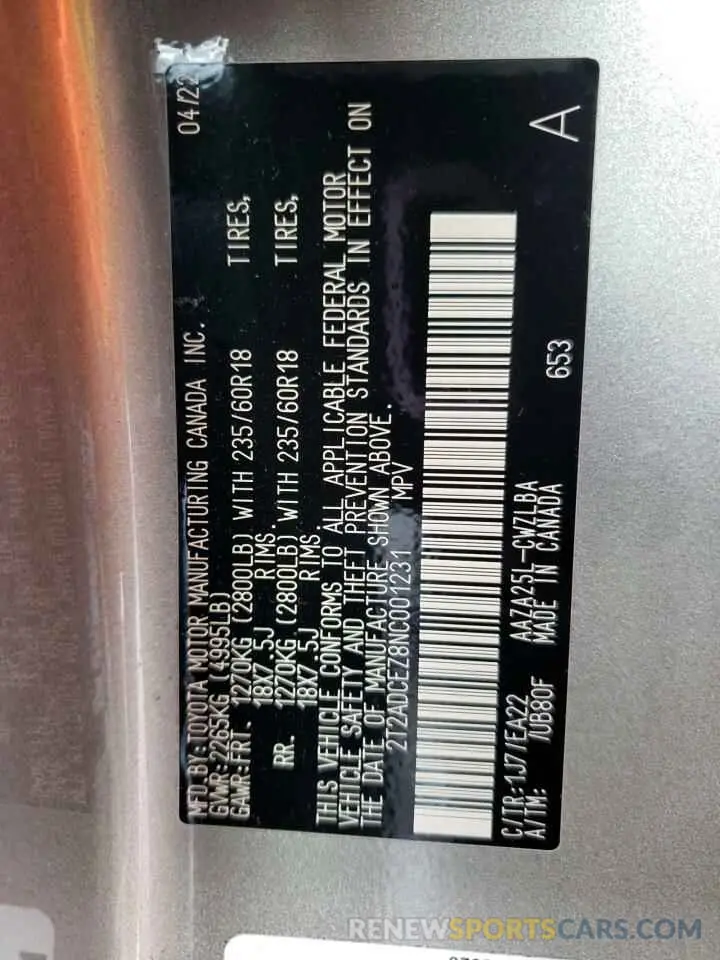 MFD.BY:TOYOTA MOTOR MANUFACTURING CANADA INC. 04/22
GVWR:2265KG (4995LB)
GAWR:FRT. 1270KG (2800LB) WITH 235/60R18 TIRES,
18X7.5J RIMS.
RR. 1270KG (2800LB) WITH 235/60R18 TIRES,
18X7.5J RIMS.
THIS VEHICLE CONFORMS TO ALL APPLICABLE FEDERAL MOTOR
VEHICLE SAFETY AND THEFT PREVENTION STANDARDS IN EFFECT ON
THE DATE OF MANUFACTURE SHOWN ABOVE.
2T2ADCEZ8NC001231 MPV
C/TR:1J7/EA22 AAZA25L-CWZLBA 653 A
A/TM: /UB80F MADE IN CANADA
RENEWSPORTSCARS.COM